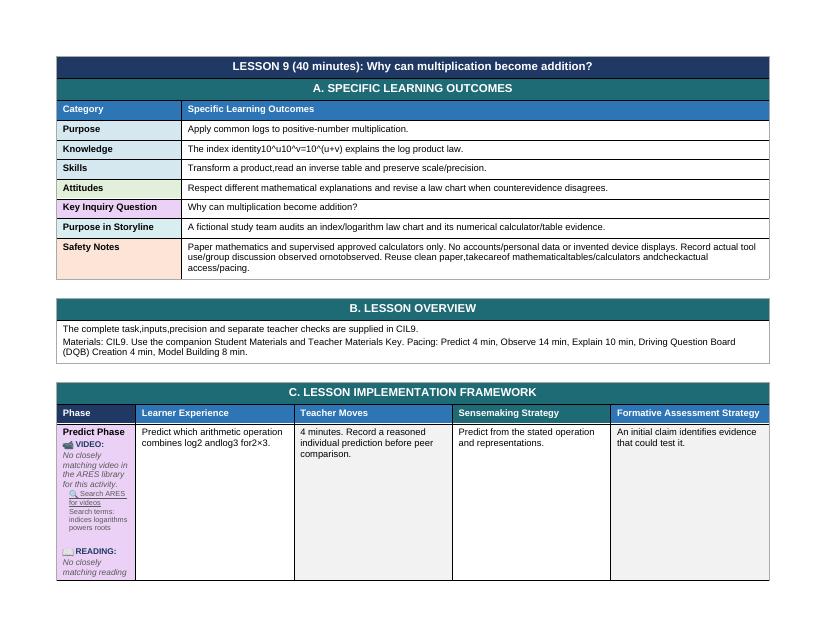 LESSON 9 (40 minutes): Why can multiplication become addition?
A. SPECIFIC LEARNING OUTCOMES
Category Specific Learning Outcomes
Purpose Apply common logs to positive-number multiplication.
Knowledge The index identity10^u10^v=10^(u+v) explains the log product law.
Skills Transform a product,read an inverse table and preserve scale/precision.
Attitudes Respect different mathematical explanations and revise a law chart when counterevidence disagrees.
Key Inquiry Question Why can multiplication become addition?
Purpose in Storyline A fictional study team audits an index/logarithm law chart and its numerical calculator/table evidence.
Safety Notes Paper mathematics and supervised approved calculators only. No accounts/personal data or invented device displays. Record actual tool
use/group discussion observed ornotobserved. Reuse clean paper,takecareof mathematicaltables/calculators andcheckactual
access/pacing.
B. LESSON OVERVIEW
The complete task,inputs,precision and separate teacher checks are supplied in CIL9.
Materials: CIL9. Use the companion Student Materials and Teacher Materials Key. Pacing: Predict 4 min, Observe 14 min, Explain 10 min, Driving Question Board
(DQB) Creation 4 min, Model Building 8 min.
C. LESSON IMPLEMENTATION FRAMEWORK
Phase Learner Experience Teacher Moves Sensemaking Strategy Formative Assessment Strategy
Predict Phase
VIDEO:
No closely
matching video in
the ARES library
for this activity.
Search ARES
for videos
Search terms:
indices logarithms
powers roots
READING:
No closely
matching reading
Predict which arithmetic operation
combines log2 andlog3 for2×3.
4 minutes. Record a reasoned
individual prediction before peer
comparison.
Predict from the stated operation
and representations.
An initial claim identifies evidence
that could test it.